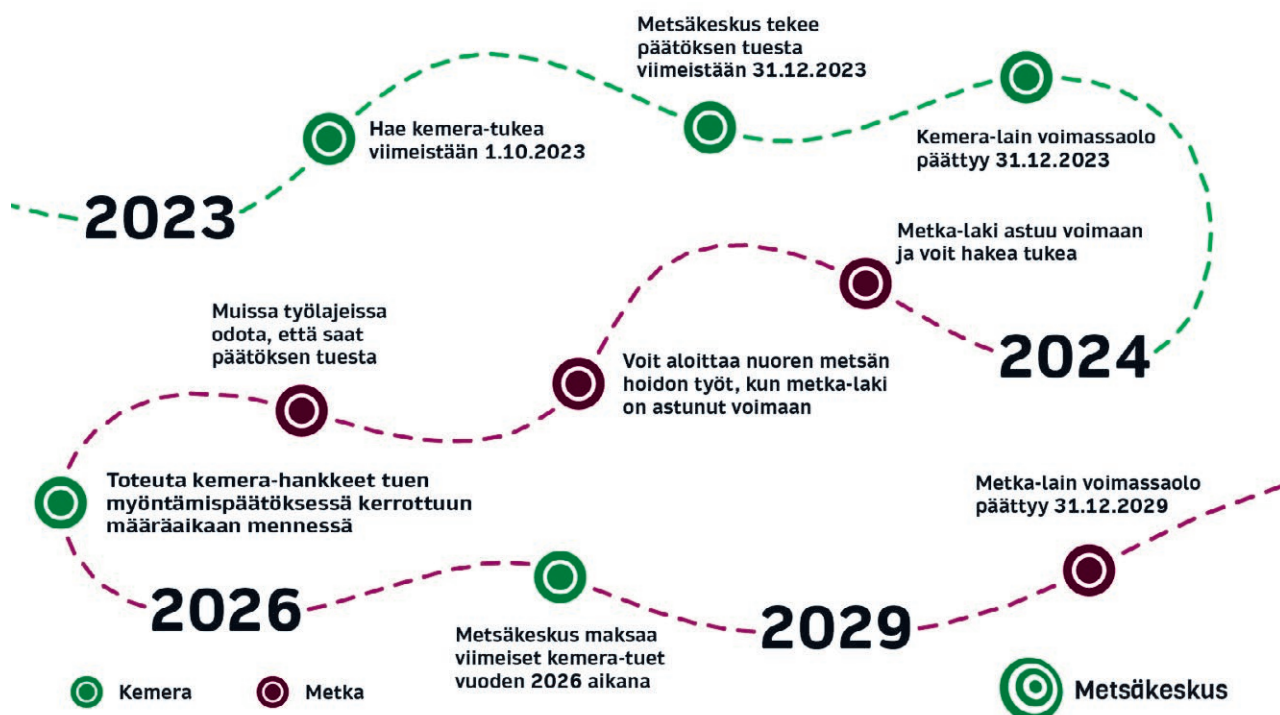 2023
Hae kemera-tukea
viimeistään 1.10.2023
Metsäkeskus tekee
päätöksen tuesta
viimeistään 31.12.2023
Kemera-lain voimassaolo
päättyy 31.12.2023
2024
Metka-laki astuu voimaan
ja voit hakea tukea
Voit aloittaa nuoren metsän
hoidon työt, kun metka-laki
on astunut voimaan
Muissa työlajeissa
odota, että saat
päätöksen tuesta
Toteuta kemera-hankkeet tuen
myöntämispäätöksessä kerrottuun
määräaikaan mennessä
2026
Metsäkeskus maksaa
viimeiset kemera-tuet
vuoden 2026 aikana
2029
Metka-lain voimassaolo
päättyy 31.12.2029
Kemera
Metka
Metsäkeskus